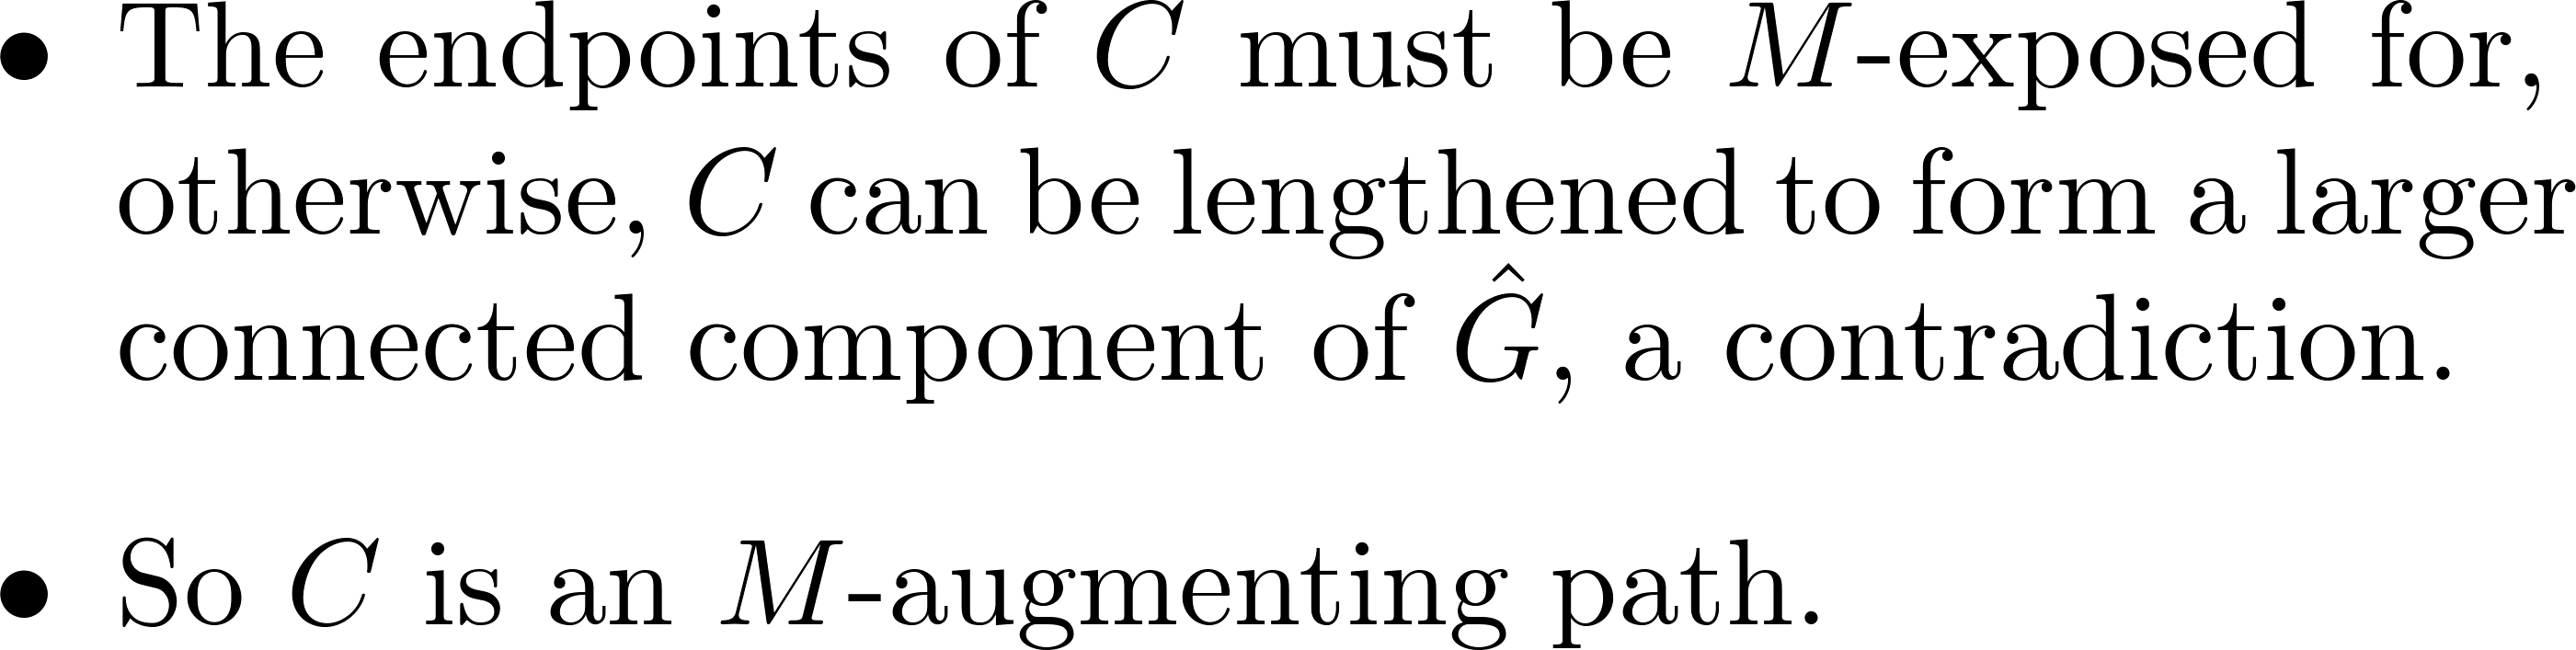 • The endpoints of C must be M-exposed for,
otherwise, C can be lengthened to form a larger
connected component of Ĝ, a contradiction.
• So C is an M-augmenting path.